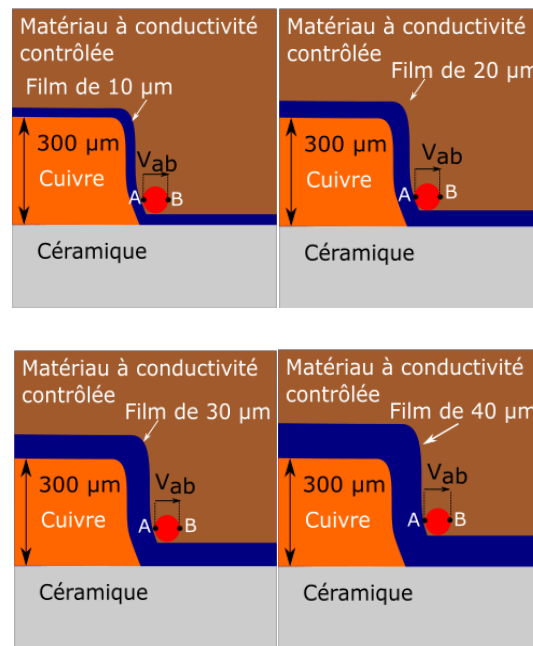 Matériau à conductivité
contrôlée
Film de 10 µm
300 µm
Vab
Cuivre
A
B
Céramique
Matériau à conductivité
contrôlée
Film de 20 µm
300 µm
Vab
Cuivre
A
B
Céramique
Matériau à conductivité
contrôlée
Film de 30 µm
300 µm
Vab
Cuivre
A
B
Céramique
Matériau à conductivité
contrôlée
Film de 40 µm
300 µm
Vab
Cuivre
A
B
Céramique